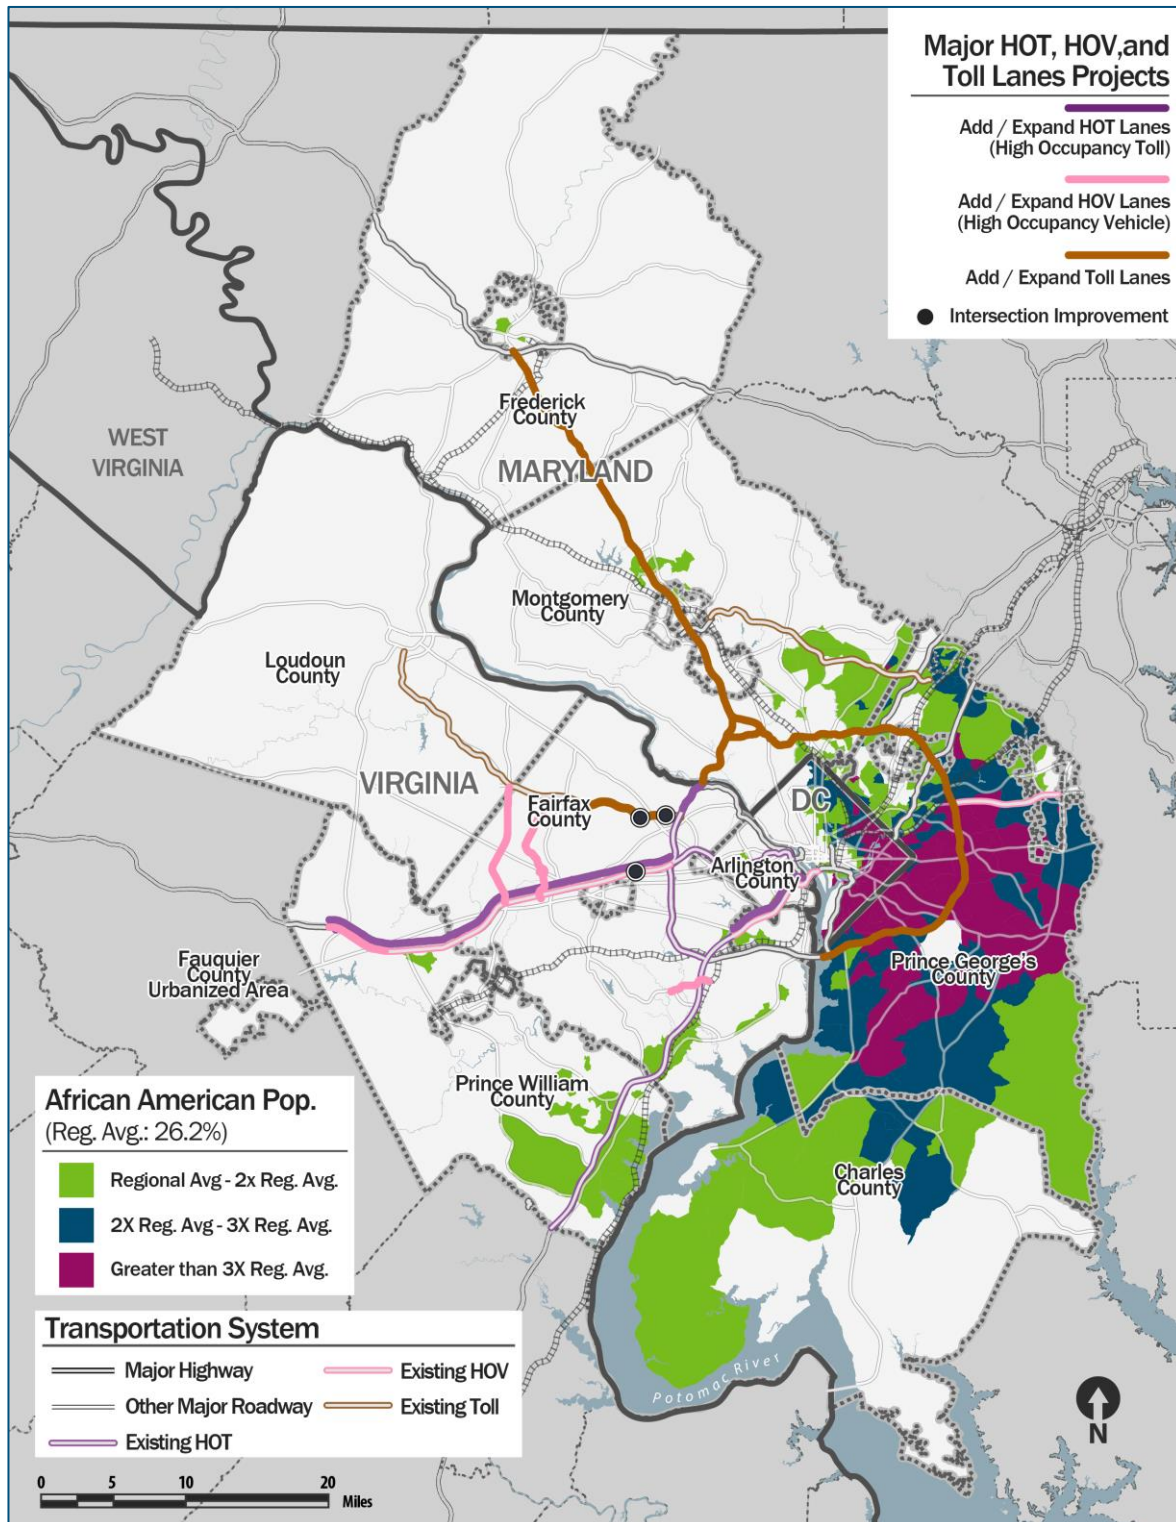 Major HOT, HOV,and
Toll Lanes Projects
Add / Expand HOT Lanes
(High Occupancy Toll)
Add / Expand HOV Lanes
(High Occupancy Vehicle)
Add / Expand Toll Lanes
Intersection Improvement
Frederick
County
WEST
VIRGINIA
MARYLAND
Montgomery
County
Loudoun
County
VIRGINIA
Fairfax
County
DC
Arlington
County
Fauquier
County
Urbanized Area
Prince George's
County
Prince William
County
Charles
County
African American Pop.
(Reg. Avg.: 26.2%)
Regional Avg - 2x Reg. Avg.
2X Reg. Avg - 3X Reg. Avg.
Greater than 3X Reg. Avg.
Transportation System
Major Highway
Existing HOV
Other Major Roadway
Existing Toll
Existing HOT
Potomac River
N
0 5 10 20
Miles